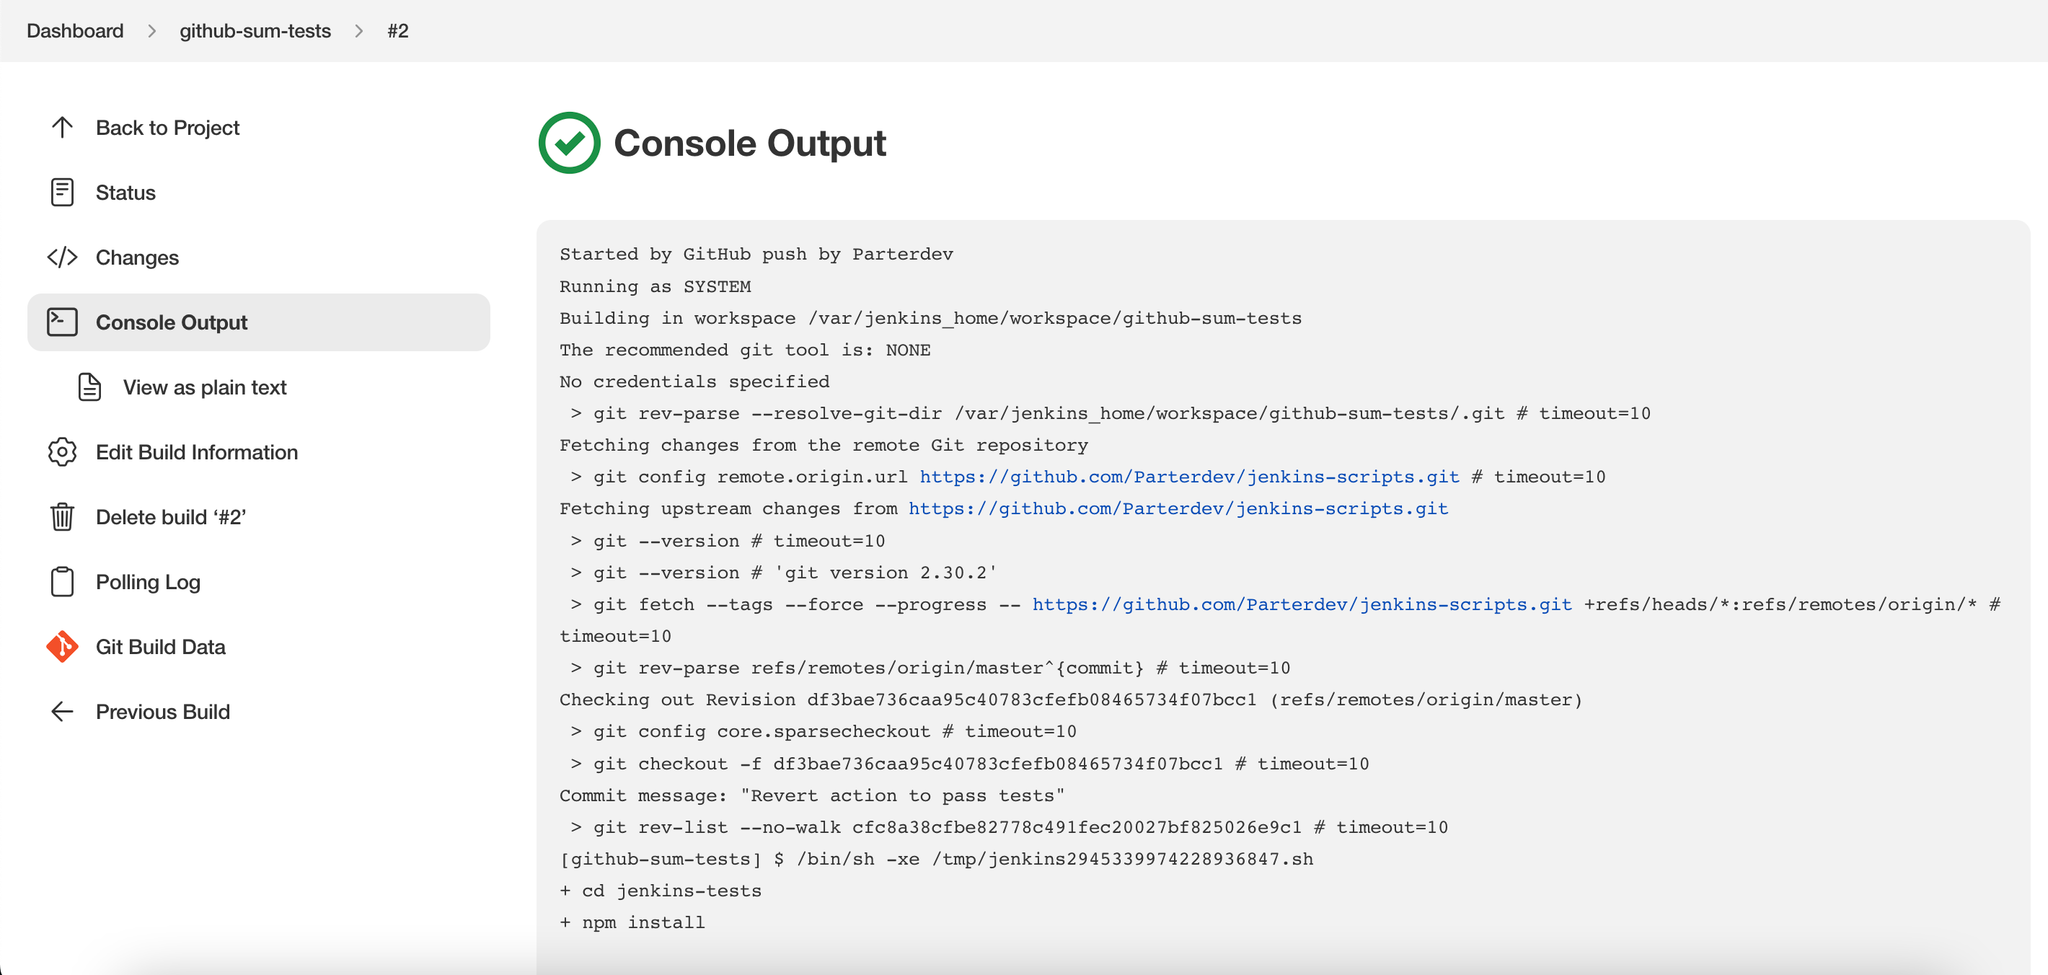 Dashboard > github-sum-tests > #2
Back to Project
Status
Changes
Console Output
View as plain text
Edit Build Information
Delete build ‘#2’
Polling Log
Git Build Data
Previous Build
Console Output
Started by GitHub push by Parterdev
Running as SYSTEM
Building in workspace /var/jenkins_home/workspace/github-sum-tests
The recommended git tool is: NONE
No credentials specified
 > git rev-parse --resolve-git-dir /var/jenkins_home/workspace/github-sum-tests/.git # timeout=10
Fetching changes from the remote Git repository
 > git config remote.origin.url https://github.com/Parterdev/jenkins-scripts.git # timeout=10
Fetching upstream changes from https://github.com/Parterdev/jenkins-scripts.git
 > git --version # timeout=10
 > git --version # 'git version 2.30.2'
 > git fetch --tags --force --progress -- https://github.com/Parterdev/jenkins-scripts.git +refs/heads/*:refs/remotes/origin/* #
timeout=10
 > git rev-parse refs/remotes/origin/master^{commit} # timeout=10
Checking out Revision df3bae736caa95c40783cfefb08465734f07bcc1 (refs/remotes/origin/master)
 > git config core.sparsecheckout # timeout=10
 > git checkout -f df3bae736caa95c40783cfefb08465734f07bcc1 # timeout=10
Commit message: "Revert action to pass tests"
 > git rev-list --no-walk cfc8a38cfbe82778c491fec20027bf825026e9c1 # timeout=10
[github-sum-tests] $ /bin/sh -xe /tmp/jenkins2945339974228936847.sh
+ cd jenkins-tests
+ npm install